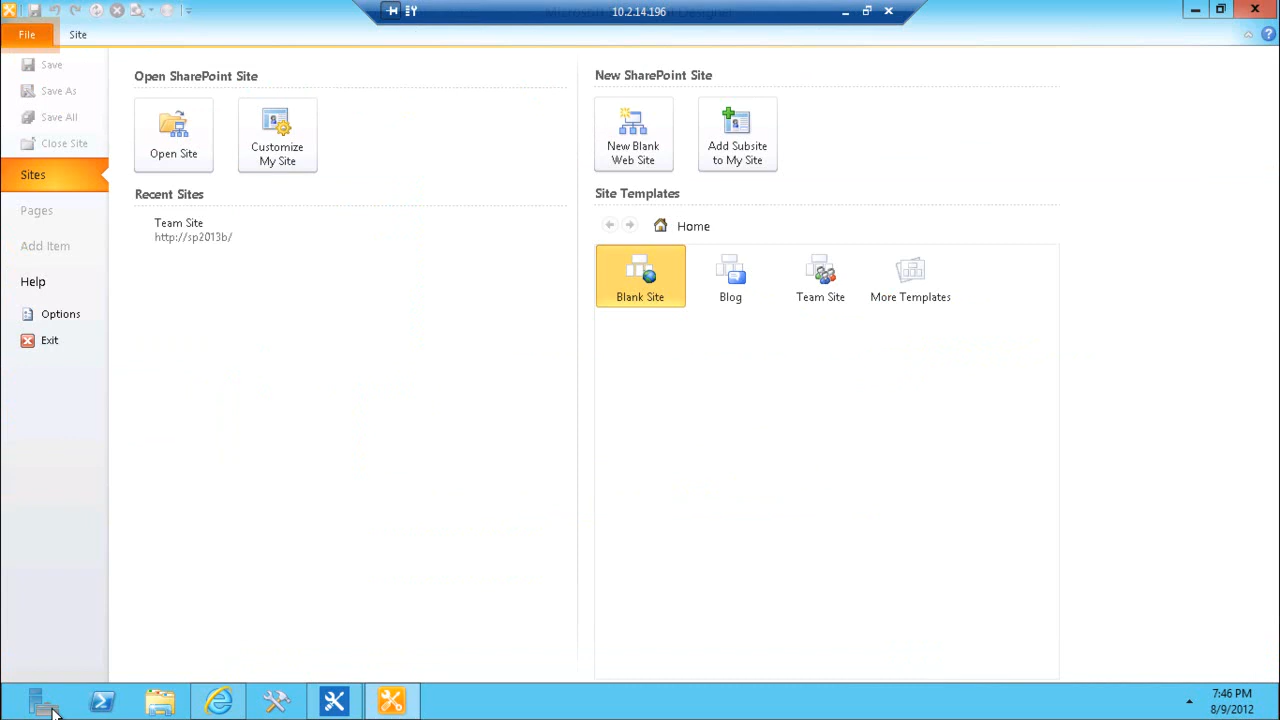 10.2.14.196
File
Site
Save
Save As
Save All
Close Site
Sites
Pages
Add Item
Help
Options
Exit
Open SharePoint Site
Open Site
Customize
My Site
Recent Sites
Team Site
http://sp2013b/
New SharePoint Site
New Blank
Web Site
Add Subsite
to My Site
Site Templates
Home
Blank Site
Blog
Team Site
More Templates
7:46 PM
8/9/2012